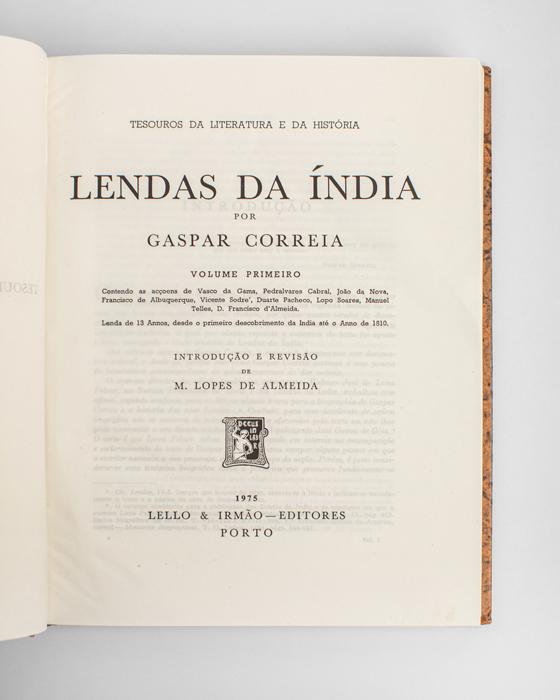 TESOUROS DA LITERATURA E DA HISTÓRIA
LENDAS DA ÍNDIA
POR
GASPAR CORREIA
VOLUME PRIMEIRO
Contendo as acçoens de Vasco da Gama, Pedralvares Cabral, João da Nova,
Francisco de Albuquerque, Vicente Sodre', Duarte Pacheco, Lopo Soares, Manuel
Telles, D. Francisco d'Almeida.
Lenda de 13 Annos, desde o primeiro descobrimento da India até o Anno de 1810.
INTRODUÇÃO E REVISÃO
DE
M. LOPES DE ALMEIDA
1975
LELLO & IRMÃO—EDITORES
PORTO